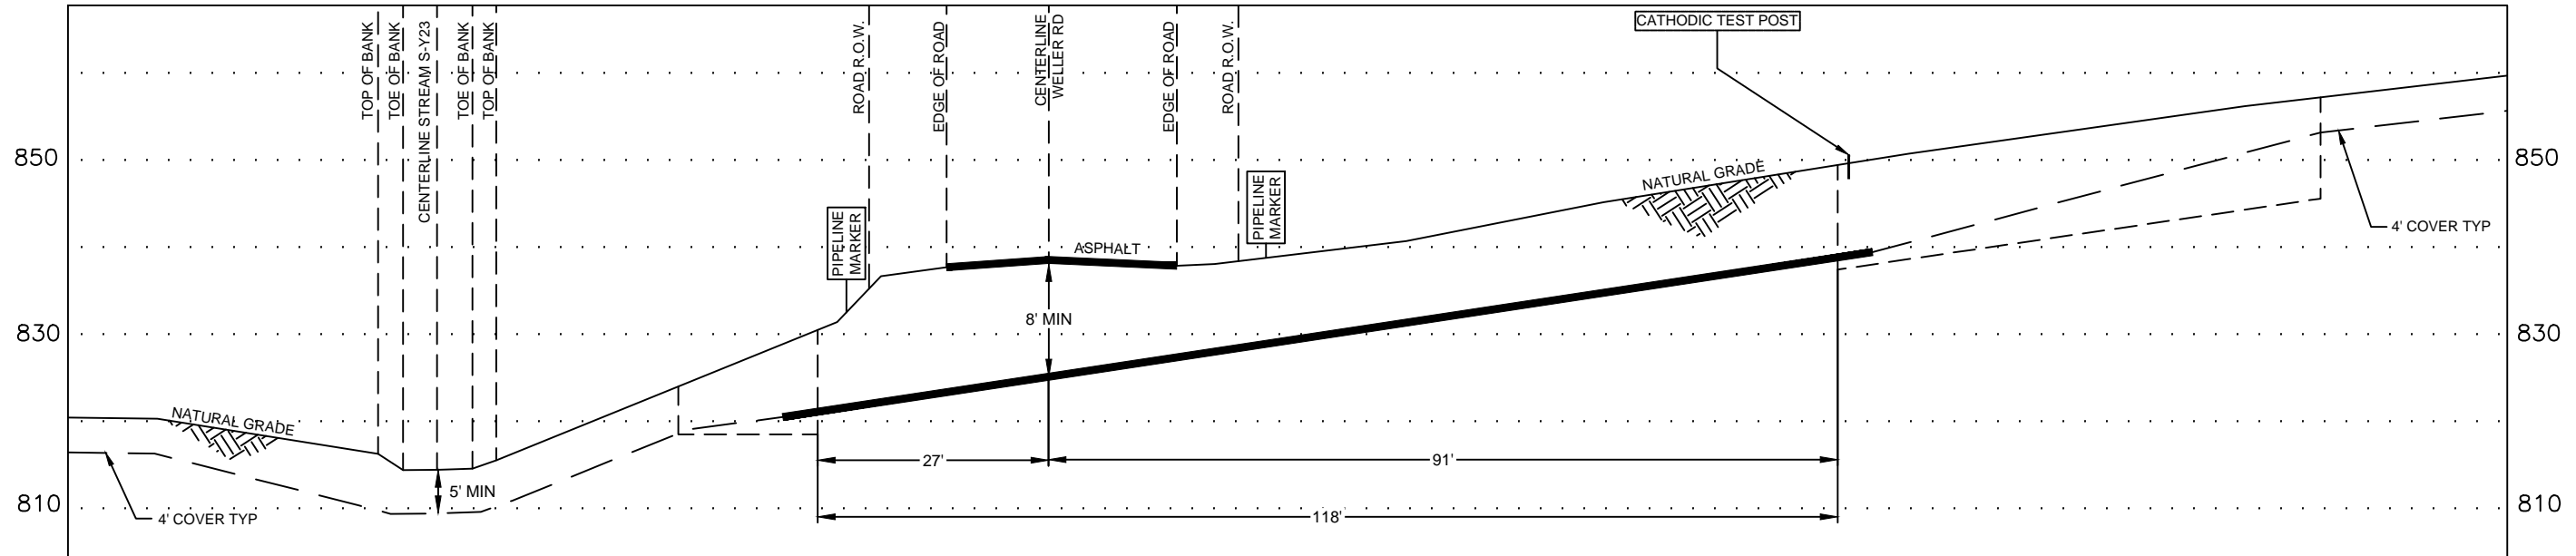 TOP OF BANK
TOE OF BANK
CENTERLINE STREAM S-Y23
TOE OF BANK
TOP OF BANK
ROAD R.O.W.
EDGE OF ROAD
CENTERLINE
WELLER RD
EDGE OF ROAD
ROAD R.O.W.
CATHODIC TEST POST
850
850
NATURAL GRADE
PIPELINE
MARKER
PIPELINE
MARKER
ASPHALT
4' COVER TYP
830
8' MIN
830
NATURAL GRADE
27'
91'
5' MIN
810
4' COVER TYP
118'
810